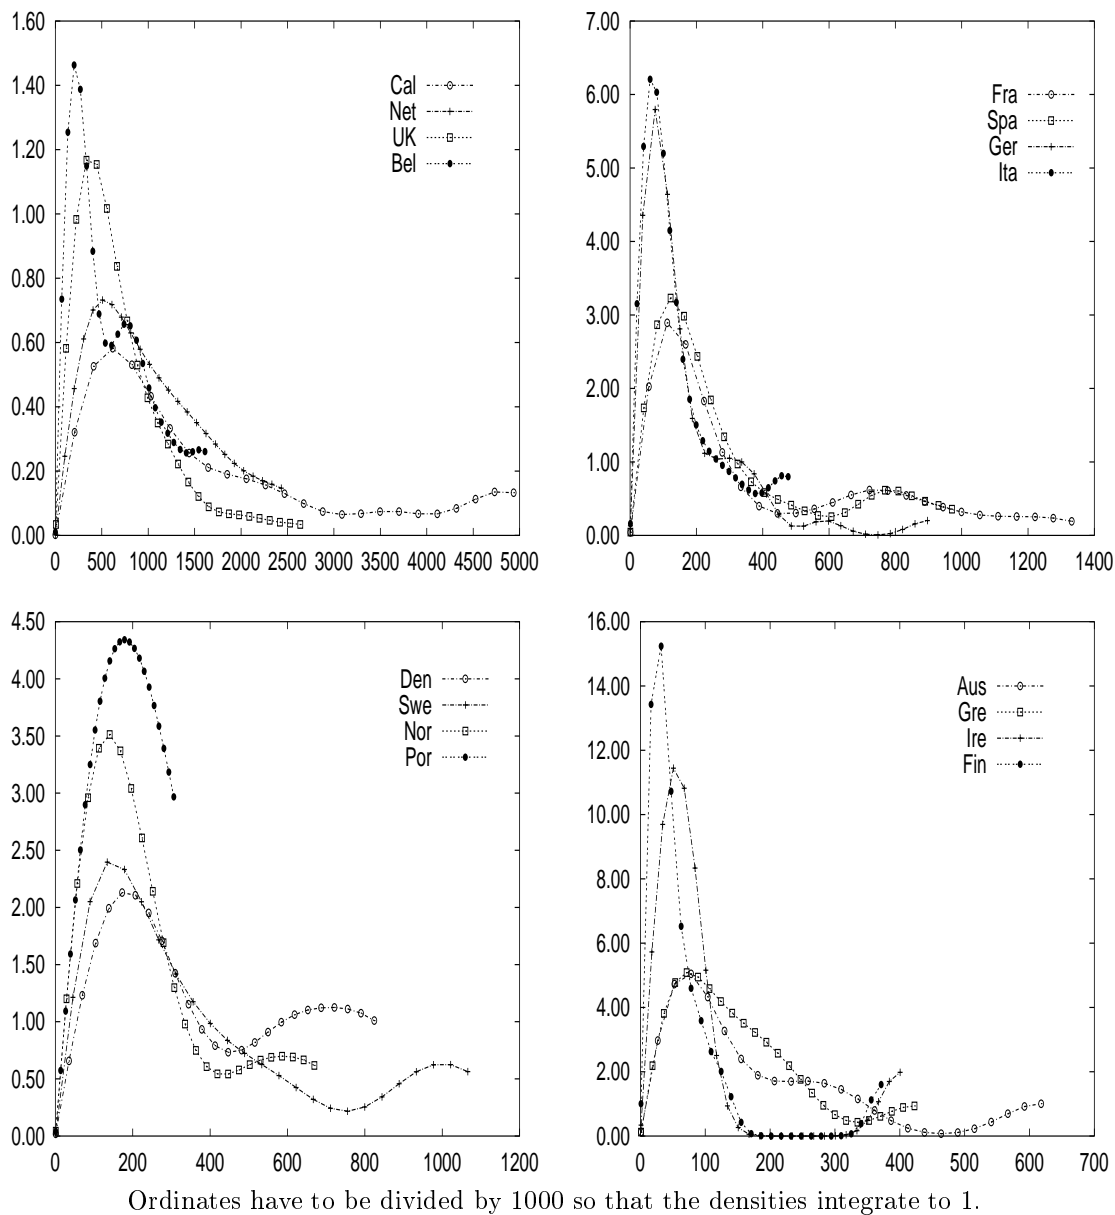 1.60
1.40
1.20
1.00
0.80
0.60
0.40
0.20
0.00
0 500 1000 1500 2000 2500 3000 3500 4000 4500 5000
Cal
Net
UK
Bel
7.00
6.00
5.00
4.00
3.00
2.00
1.00
0.00
0 200 400 600 800 1000 1200 1400
Fra
Spa
Ger
Ita
4.50
4.00
3.50
3.00
2.50
2.00
1.50
1.00
0.50
0.00
0 200 400 600 800 1000 1200
Den
Swe
Nor
Por
16.00
14.00
12.00
10.00
8.00
6.00
4.00
2.00
0.00
0 100 200 300 400 500 600 700
Aus
Gre
Ire
Fin
Ordinates have to be divided by 1000 so that the densities integrate to 1.